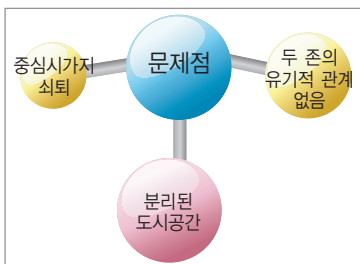 중심시가지
쇠퇴
문제점
두 존의
유기적 관계
없음
분리된
도시공간